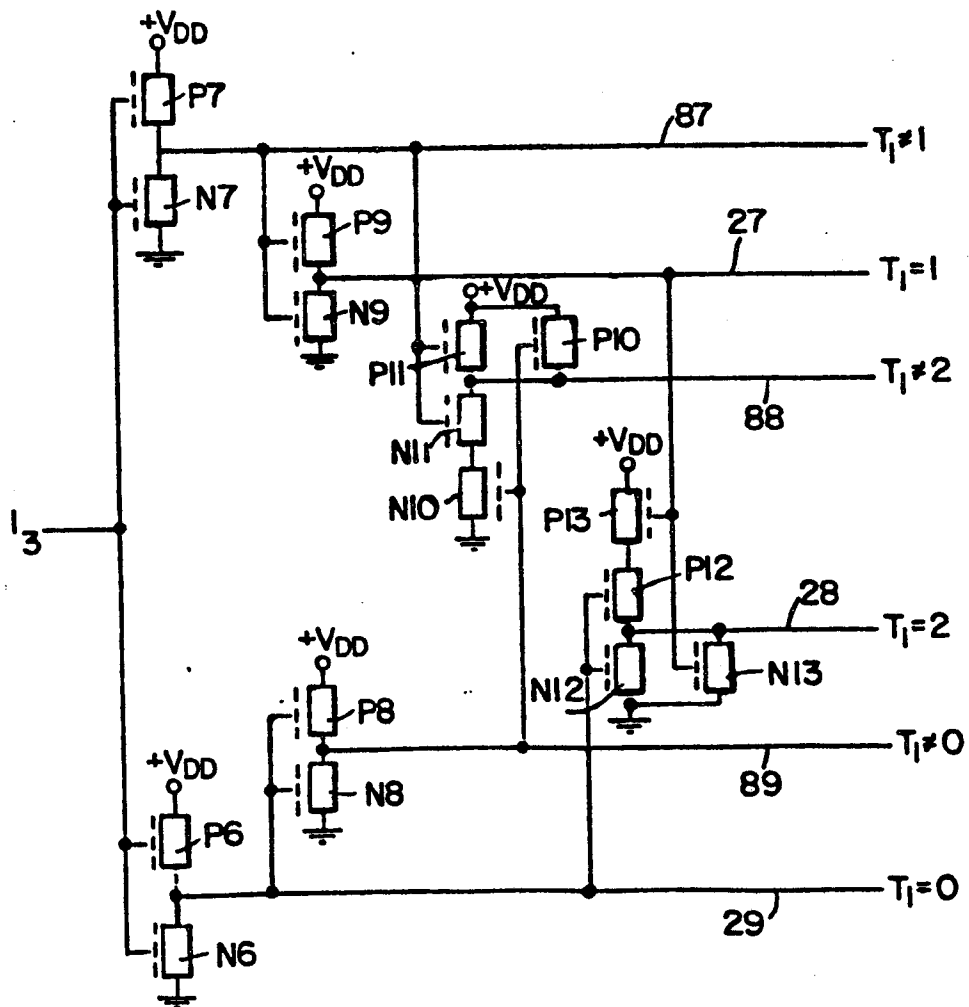 +VDD
P7
87
T1≠1
N7
+VDD
P9
27
T1=1
N9
+VDD
P11
P10
T1≠2
88
N11
+VDD
N10
P13
I3
P12
28
T1=2
+VDD
N12
N13
P8
+VDD
T1≠0
N8
89
P6
T1=0
29
N6